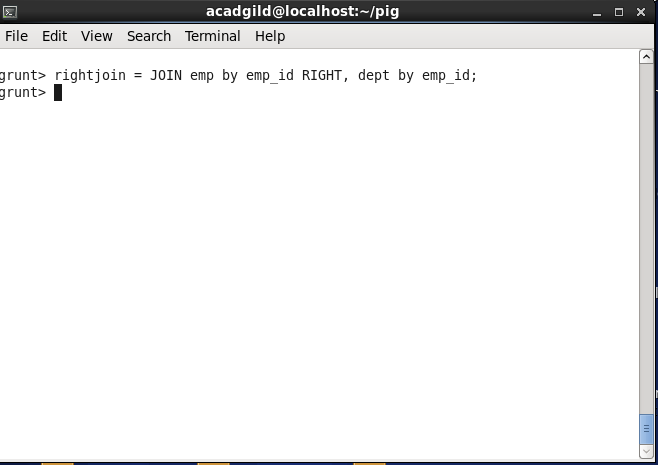 acadgild@localhost:~/pig
File Edit View Search Terminal Help
grunt> rightjoin = JOIN emp by emp_id RIGHT, dept by emp_id;
grunt>